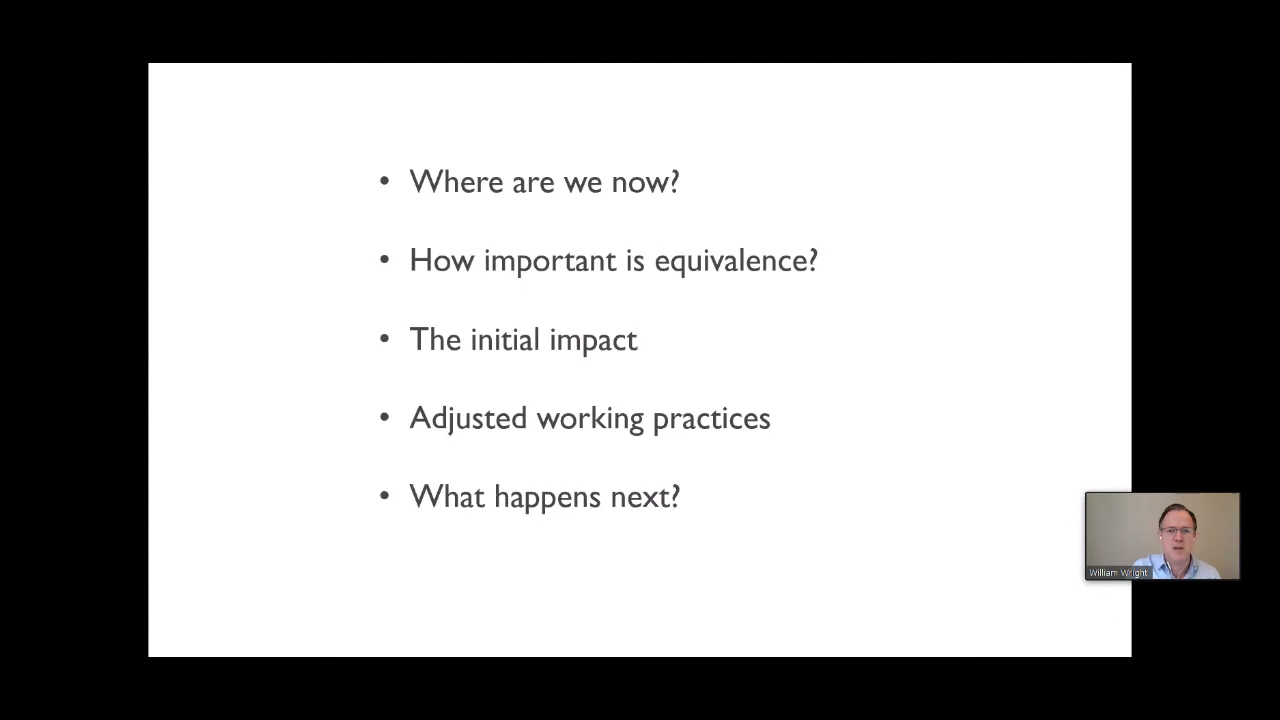 • Where are we now?
• How important is equivalence?
• The initial impact
• Adjusted working practices
• What happens next?
William Wright